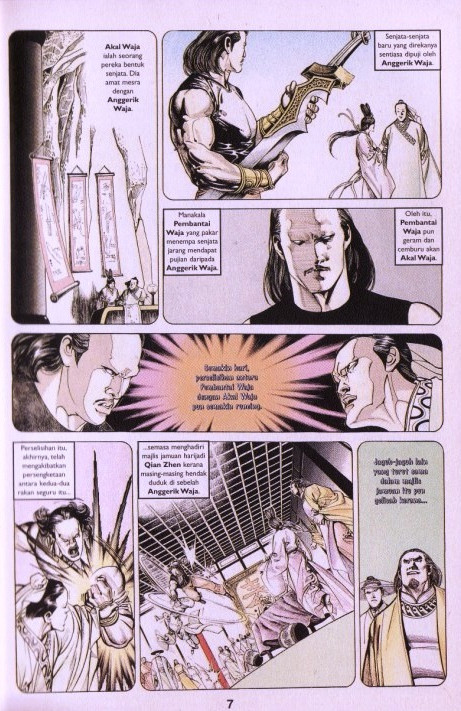 Akal Waja
ialah seorang
pereka bentuk
senjata. Dia
amat mesra
dengan
Anggerik
Waja.
Senjata-senjata
baru yang direkanya
sentiasa dipuji oleh
Anggerik Waja.
Manakala
Pembantai
Waja yang pakar
menempa senjata
jarang mendapat
pujian daripada
Anggerik Waja.
Oleh itu,
Pembantai
Waja pun
geram dan
cemburu akan
Akal Waja.
Semakin hari,
perselisihan antara
Pembantai Waja
dengan Akal Waja
pun semakin runcing.
Perselisihan itu,
akhirnya, telah
mengakibatkan
persengketaan
antara kedua-dua
rakan seguru itu...
...semasa menghadiri
majlis jamuan harijadi
Qian Zhen kerana
masing-masing hendak
duduk di sebelah
Anggerik Waja.
Jaguh-jaguh lain
yang turut sama
dalam majlis
jamuan itu pun
gelisah kerana...
7